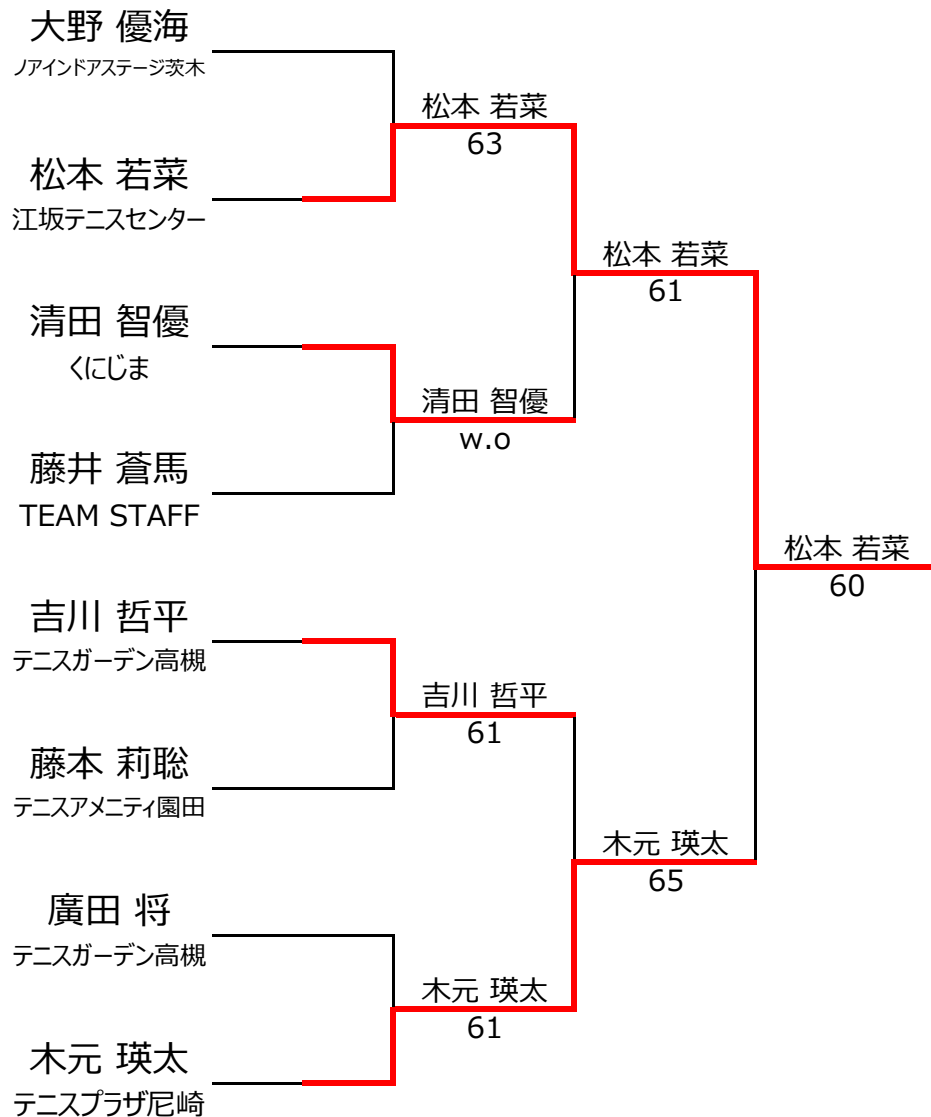 大野 優海
ノアインドアステージ茨木
松本 若菜
63
松本 若菜
江坂テニスセンター
松本 若菜
61
清田 智優
くにじま
清田 智優
w.o
藤井 蒼馬
TEAM STAFF
松本 若菜
60
吉川 哲平
テニスガーデン高槻
吉川 哲平
61
藤本 莉聡
テニスアメニティ園田
木元 瑛太
65
廣田 将
テニスガーデン高槻
木元 瑛太
61
木元 瑛太
テニスプラザ尼崎